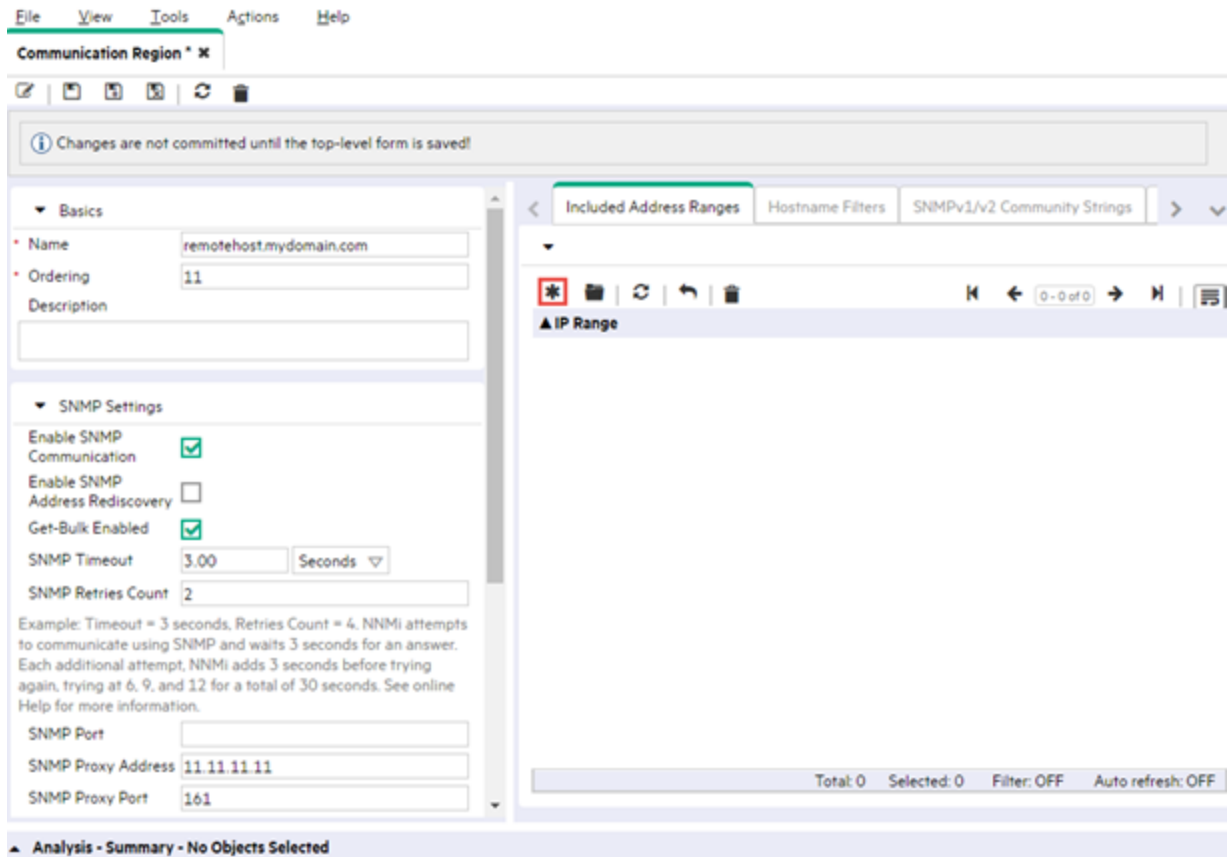 File View Tools Actions Help
Communication Region * ✖
Changes are not committed until the top-level form is saved!
Basics
* Name remotehost.mydomain.com
* Ordering 11
Description
SNMP Settings
Enable SNMP
Communication
Enable SNMP
Address Rediscovery
Get-Bulk Enabled
SNMP Timeout 3.00 Seconds
SNMP Retries Count 2
Example: Timeout = 3 seconds, Retries Count = 4. NNMi attempts
to communicate using SNMP and waits 3 seconds for an answer.
Each additional attempt, NNMi adds 3 seconds before trying
again, trying at 6, 9, and 12 for a total of 30 seconds. See online
Help for more information.
SNMP Port
SNMP Proxy Address 11.11.11.11
SNMP Proxy Port 161
Included Address Ranges Hostname Filters SNMPv1/v2 Community Strings
0 - 0 of 0
IP Range
Total: 0 Selected: 0 Filter: OFF Auto refresh: OFF
Analysis - Summary - No Objects Selected